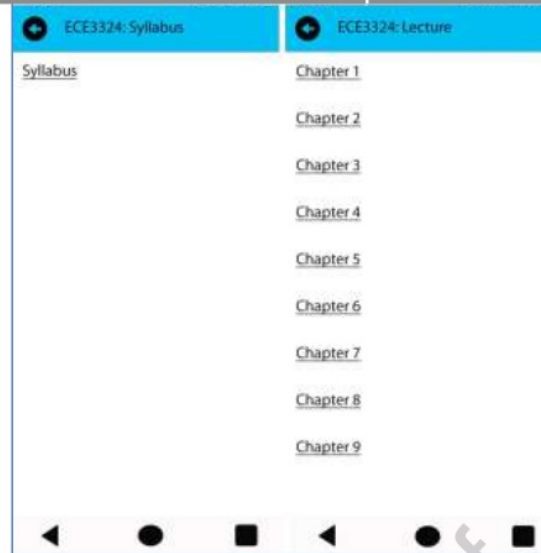 ECE3324: Syllabus
Syllabus
ECE3324: Lecture
Chapter 1
Chapter 2
Chapter 3
Chapter 4
Chapter 5
Chapter 6
Chapter 7
Chapter 8
Chapter 9